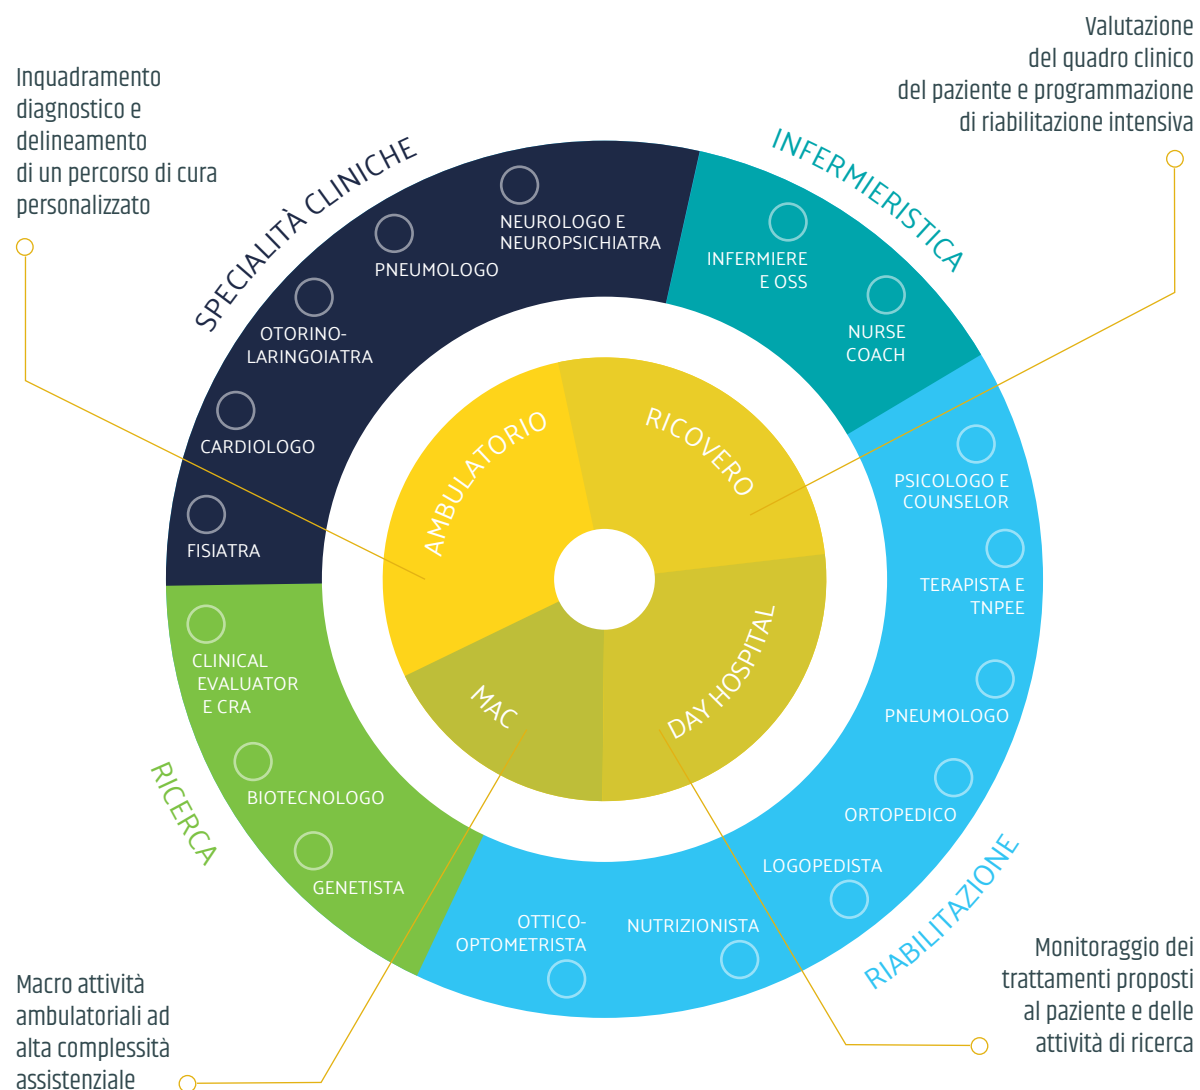 Inquadramento
diagnostico e
delineamento
di un percorso di cura
personalizzato
Valutazione
del quadro clinico
del paziente e programmazione
di riabilitazione intensiva
SPECIALITÀ CLINICHE
NEUROLOGO E
NEUROPSICHIATRA
PNEUMOLOGO
OTORINO-
LARINGOIATRA
CARDIOLOGO
FISIATRA
INFERMIERISTICA
INFERMIERE
E OSS
NURSE
COACH
RIABILITAZIONE
PSICOLOGO E
COUNSELOR
TERAPISTA E
TNPEE
PNEUMOLOGO
ORTOPEDICO
LOGOPEDISTA
NUTRIZIONISTA
OTTICO-
OPTOMETRISTA
RICERCA
CLINICAL
EVALUATOR
E CRA
BIOTECNOLOGO
GENETISTA
AMBULATORIO
RICOVERO
DAY HOSPITAL
MAC
Macro attività
ambulatoriali ad
alta complessità
assistenziale
Monitoraggio dei
trattamenti proposti
al paziente e delle
attività di ricerca